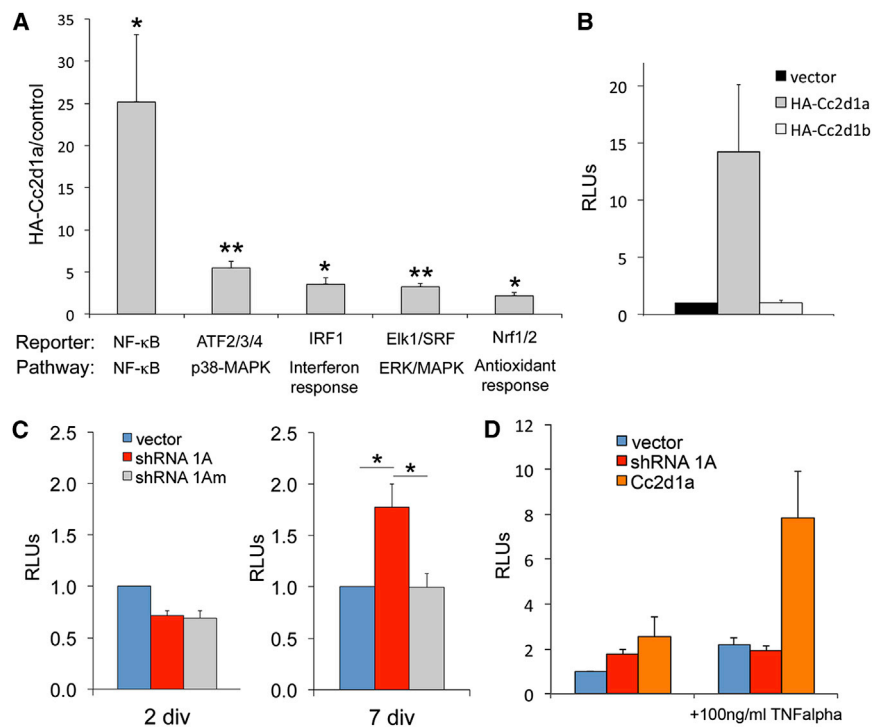 A
35
30
25
20
15
10
5
0
HA-Cc2d1a/control
*
**
*
**
*
Reporter: NF-κB ATF2/3/4 IRF1 Elk1/SRF Nrf1/2
Pathway: NF-κB p38-MAPK Interferon response ERK/MAPK Antioxidant response
B
20
15
10
5
0
RLUs
vector
HA-Cc2d1a
HA-Cc2d1b
C
2.5
2.0
1.5
1.0
0.5
0.0
RLUs
vector
shRNA 1A
shRNA 1Am
2 div
2.5
2.0
1.5
1.0
0.5
0.0
RLUs
* *
7 div
D
12
10
8
6
4
2
0
RLUs
vector
shRNA 1A
Cc2d1a
+100ng/ml TNFalpha